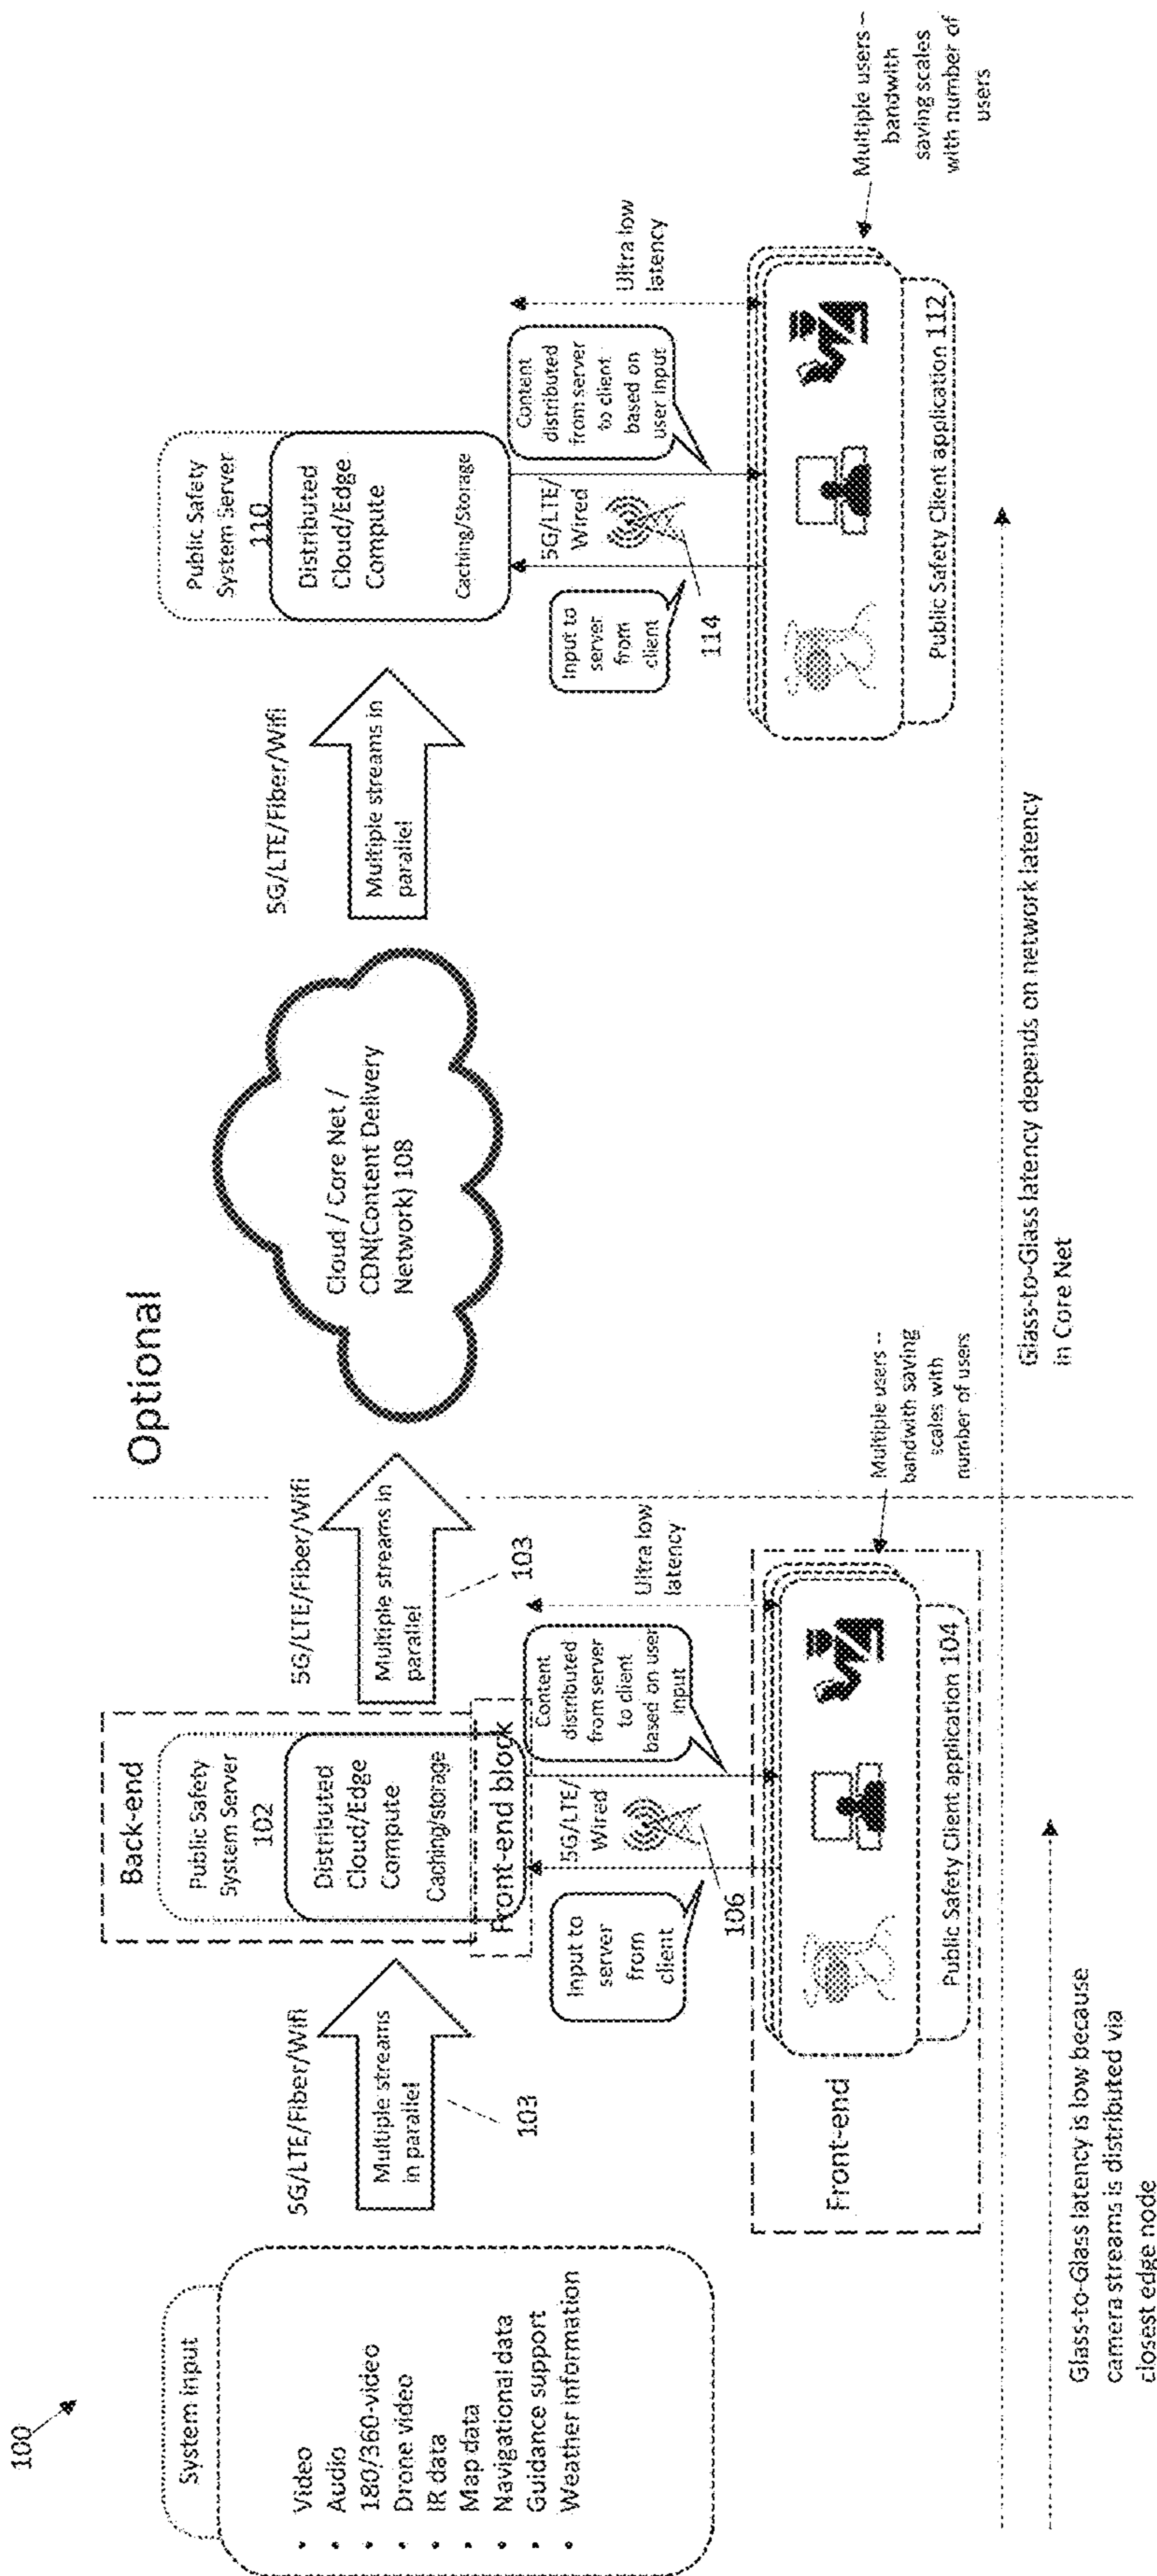 100
System Input
• Video
• Audio
• 180/360-video
• Drone video
• IR data
• Map data
• Navigational data
• Guidance support
• Weather information
5G/LTE/Fiber/Wifi
Multiple streams
in parallel
103
Back-end
Public Safety
System Server
102
Distributed
Cloud/Edge
Compute
Caching/storage
Front-end block
Input to
server
from
client
5G/LTE/
Wired
106
Content
distributed
from server
to client
based on user
input
Ultra low
latency
Front-end
Public Safety Client application 104
Multiple users --
bandwith saving
scales with
number of users
5G/LTE/Fiber/Wifi
Multiple streams in
parallel
103
Optional
Cloud / Core Net /
CDN(Content Delivery
Network) 108
5G/LTE/Fiber/Wifi
Multiple streams in
parallel
Public Safety
System Server
110
Distributed
Cloud/Edge
Compute
Caching/Storage
Input to
server
from
client
5G/LTE/
Wired
114
Content
distributed
from server
to client
based on
user input
Ultra low
latency
Public Safety Client application 112
Multiple users --
bandwith
saving scales
with number of
users
Glass-to-Glass latency depends on network latency
in Core Net
Glass-to-Glass latency is low because
camera streams is distributed via
closest edge node